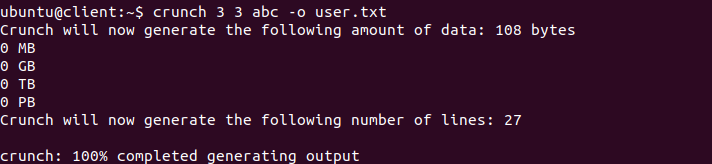 ubuntu@client:~$ crunch 3 3 abc -o user.txt
Crunch will now generate the following amount of data: 108 bytes
0 MB
0 GB
0 TB
0 PB
Crunch will now generate the following number of lines: 27
crunch: 100% completed generating output